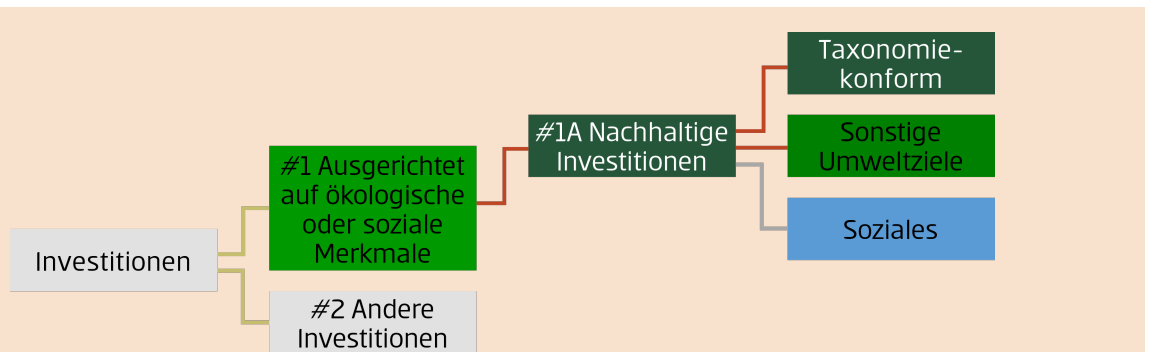 Taxonomie-
konform
#1A Nachhaltige
Investitionen
Sonstige
Umweltziele
#1 Ausgerichtet
auf ökologische
oder soziale
Merkmale
Soziales
Investitionen
#2 Andere
Investitionen